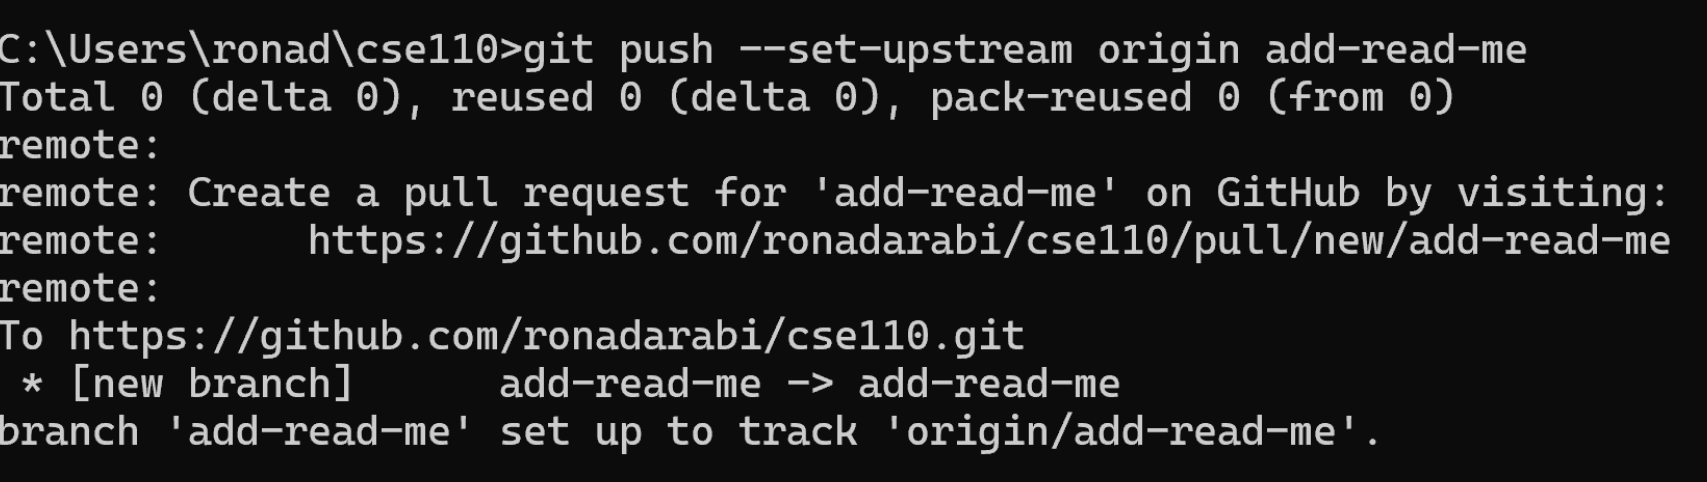 C:\Users\ronad\cse110>git push --set-upstream origin add-read-me
Total 0 (delta 0), reused 0 (delta 0), pack-reused 0 (from 0)
remote:
remote: Create a pull request for 'add-read-me' on GitHub by visiting:
remote:      https://github.com/ronadarabi/cse110/pull/new/add-read-me
remote:
To https://github.com/ronadarabi/cse110.git
 * [new branch]      add-read-me -> add-read-me
branch 'add-read-me' set up to track 'origin/add-read-me'.